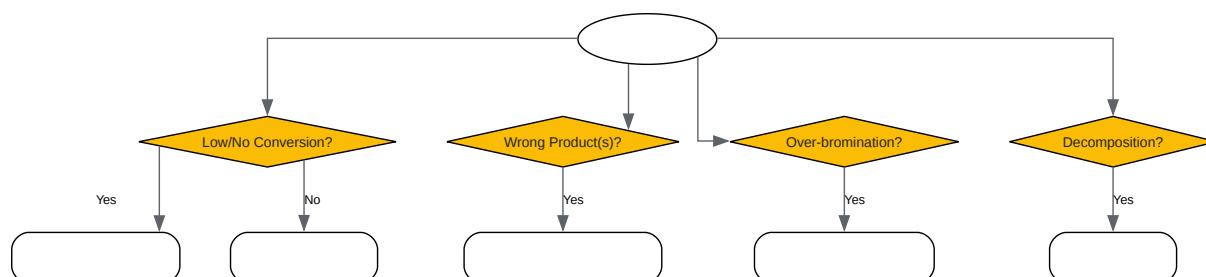 Low/No Conversion?
Wrong Product(s)?
Over-bromination?
Decomposition?
Yes
No
Yes
Yes
Yes